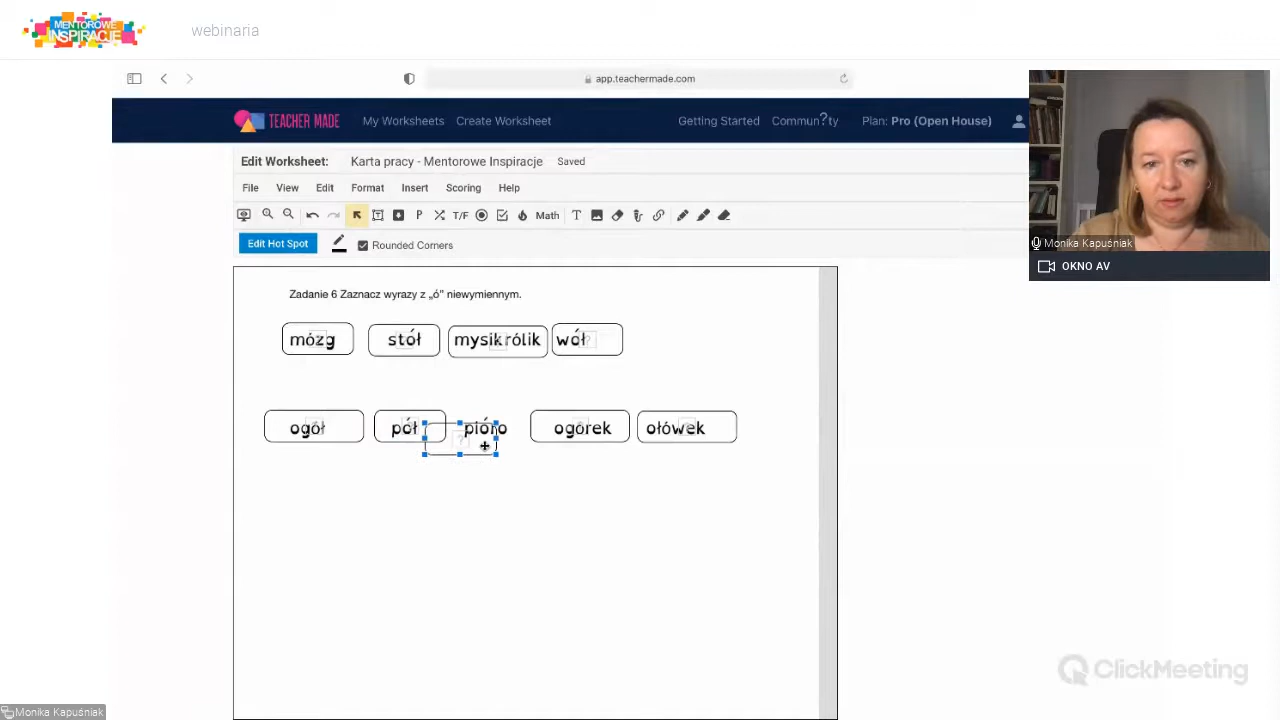 MENTOROWE
INSPIRACJE
webinaria
app.teachermade.com
TEACHER MADE My Worksheets Create Worksheet Getting Started Commun?ty Plan: Pro (Open House)
Edit Worksheet: Karta pracy - Mentorowe Inspiracje Saved
File View Edit Format Insert Scoring Help
P T/F Math T
Edit Hot Spot Rounded Corners
Zadanie 6 Zaznacz wyrazy z „ó” niewymiennym.
mózg stół mysikrólik wół
ogół pół pióro ogórek ołówek
Monika Kapuśniak
OKNO AV
ClickMeeting
Monika Kapuśniak